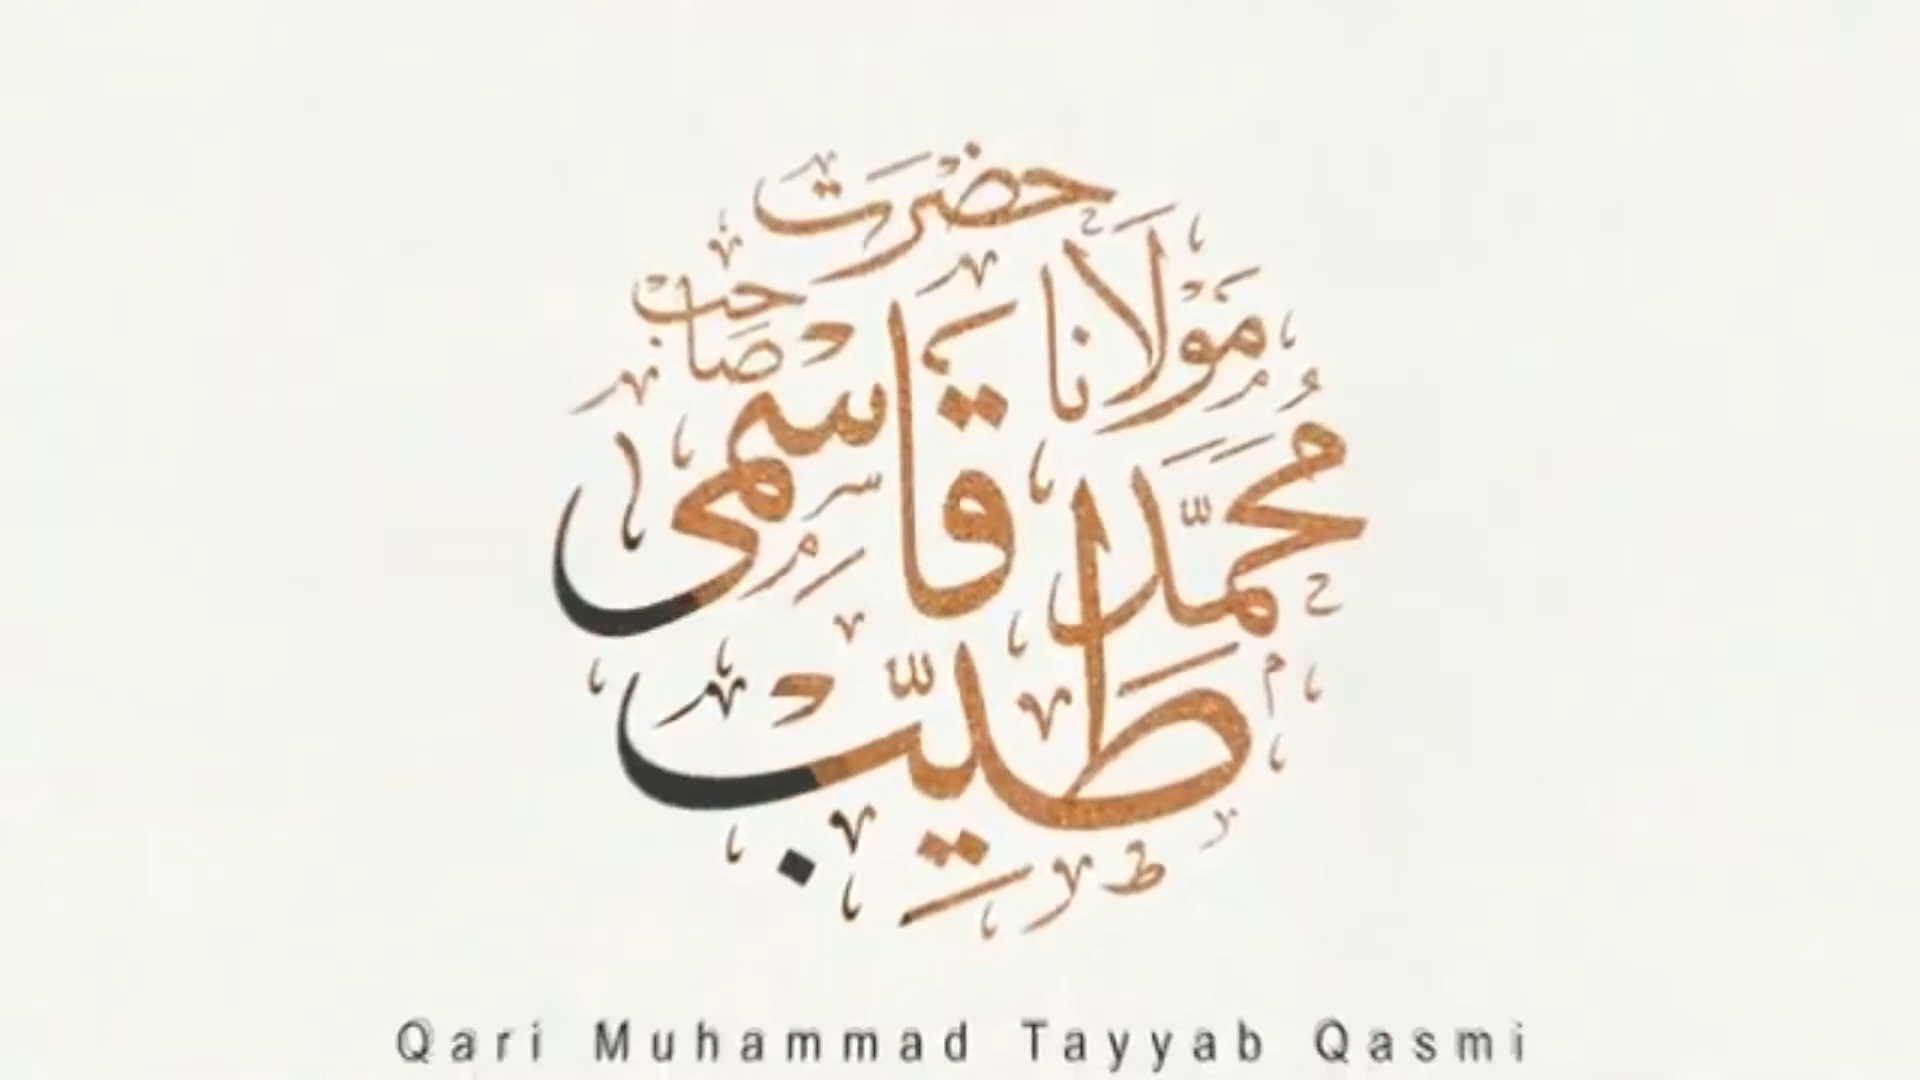 حضرت
مولانا
محمد
طیب
قاسمی
صاحب
Qari Muhammad Tayyab Qasmi